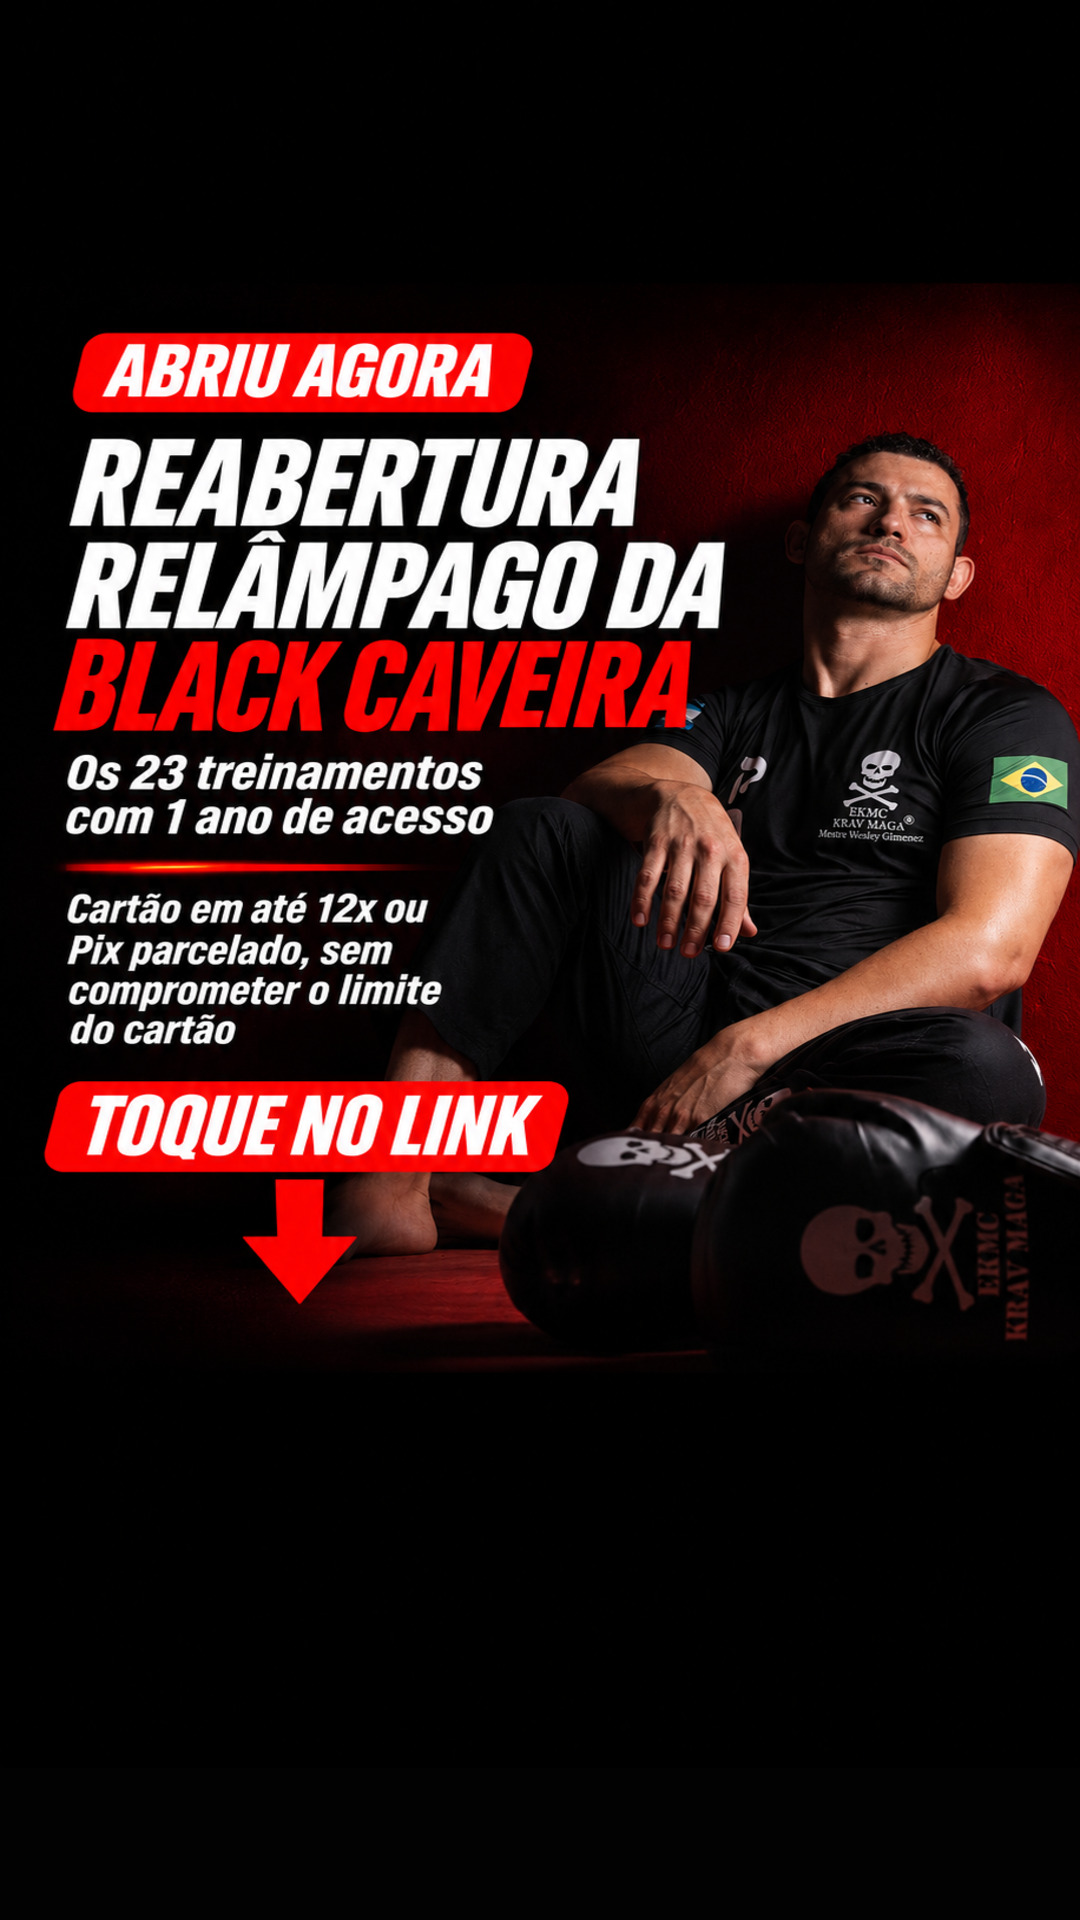 ABRIU AGORA
REABERTURA
RELÂMPAGO DA
BLACK CAVEIRA
Os 23 treinamentos
com 1 ano de acesso
Cartão em até 12x ou
Pix parcelado, sem
comprometer o limite
do cartão
TOQUE NO LINK
EKMC
KRAV MAGA®
Mestre Wesley Gimenez
EKMC
KRAV MAGA